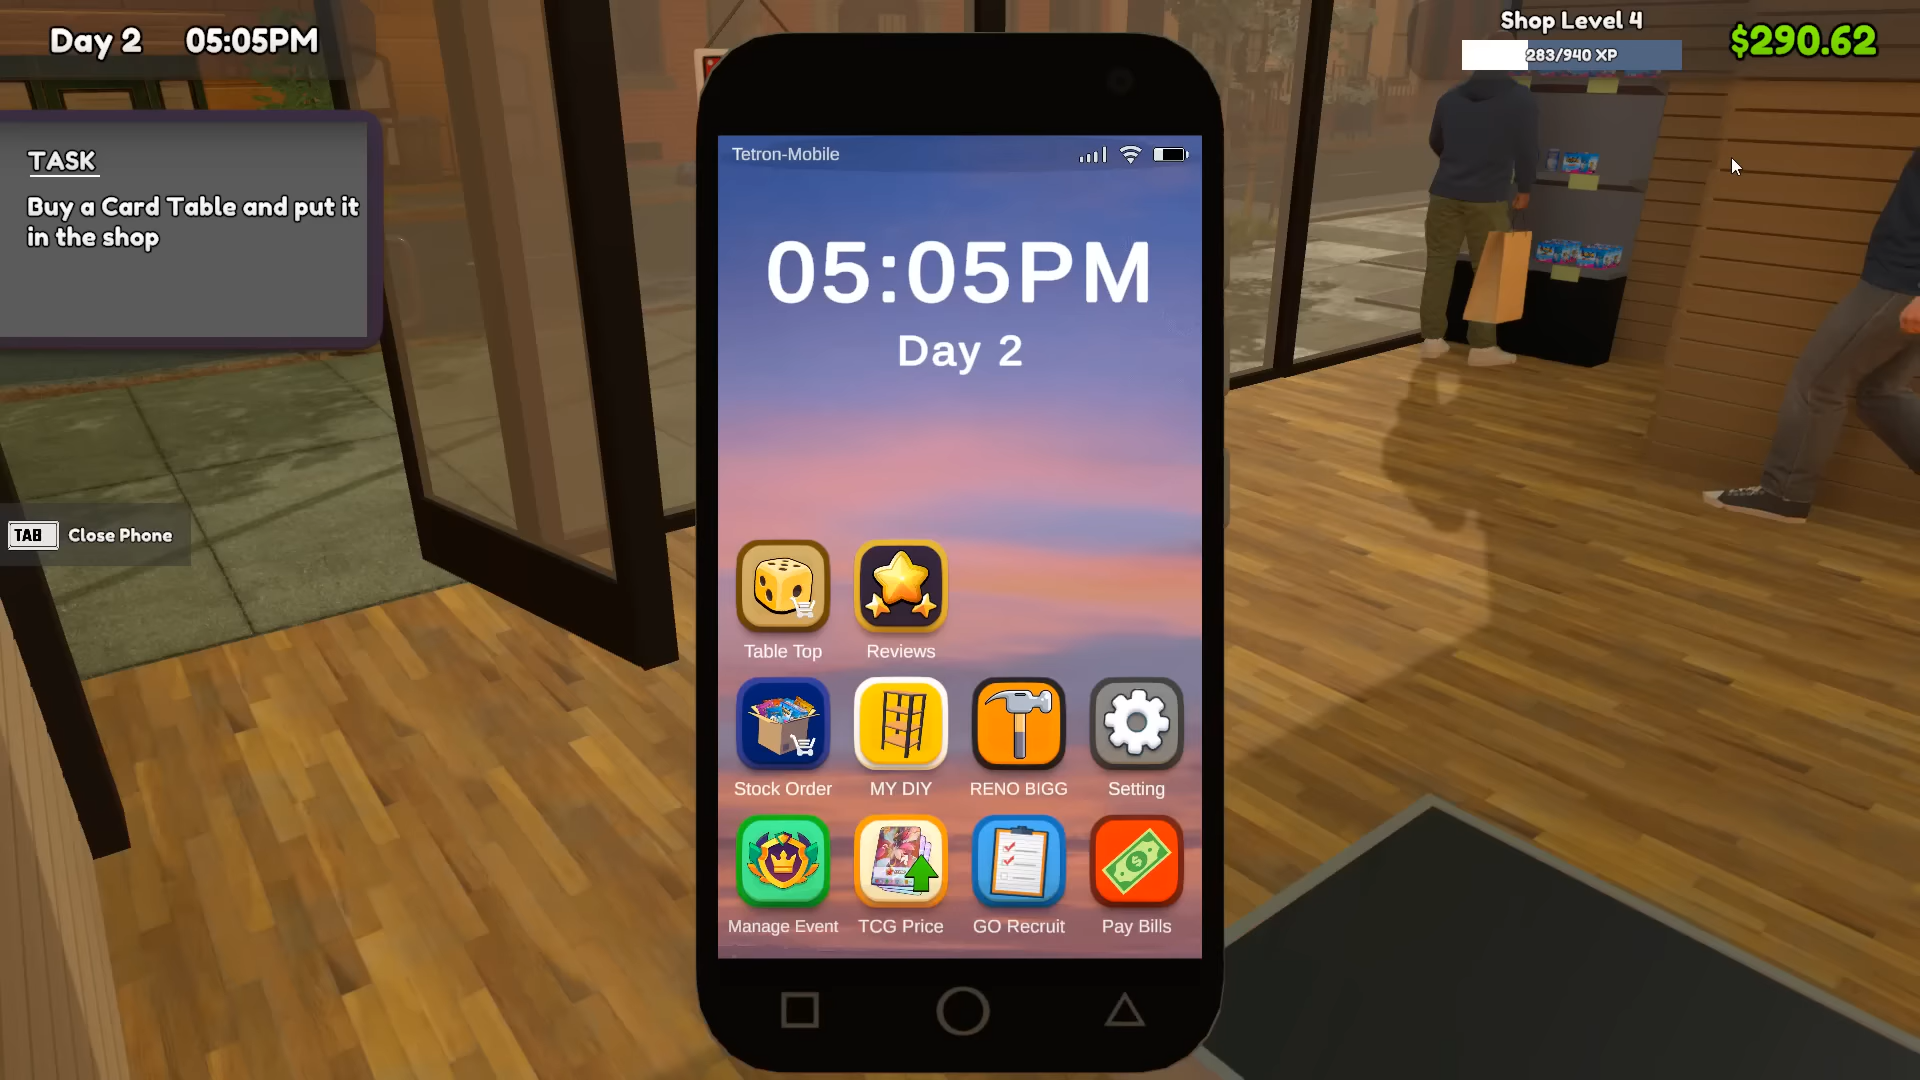 Day 2 05:05PM
Shop Level 4
283/940 XP
$290.62
TASK
Buy a Card Table and put it
in the shop
TAB Close Phone
Tetron-Mobile
05:05PM
Day 2
Table Top Reviews
Stock Order MY DIY RENO BIGG Setting
Manage Event TCG Price GO Recruit Pay Bills